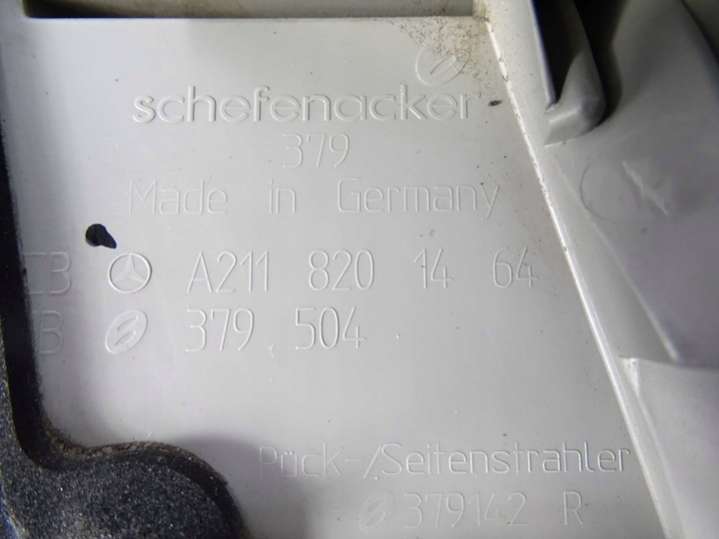 schefenacker
379
Made in Germany
A211 820 14 64
379 504
Rück-/Seitenstrahler
379142 R